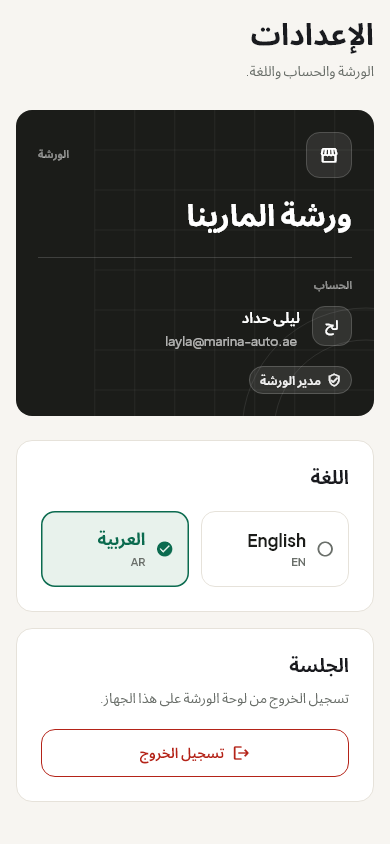 الإعدادات
الورشة والحساب واللغة.
الورشة
ورشة المارينا
الحساب
لح
ليلى حداد
layla@marina-auto.ae
مدير الورشة
اللغة
English
EN
العربية
AR
الجلسة
تسجيل الخروج من لوحة الورشة على هذا الجهاز.
تسجيل الخروج